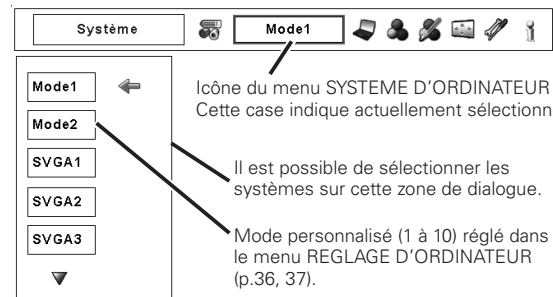 Système
Mode1
Mode1
Mode2
SVGA1
SVGA2
SVGA3
Icône du menu SYSTEME D'ORDINATEUR
Cette case indique actuellement sélectionn
Il est possible de sélectionner les
systèmes sur cette zone de dialogue.
Mode personnalisé (1 à 10) réglé dans
le menu REGLAGE D'ORDINATEUR
(p.36, 37).